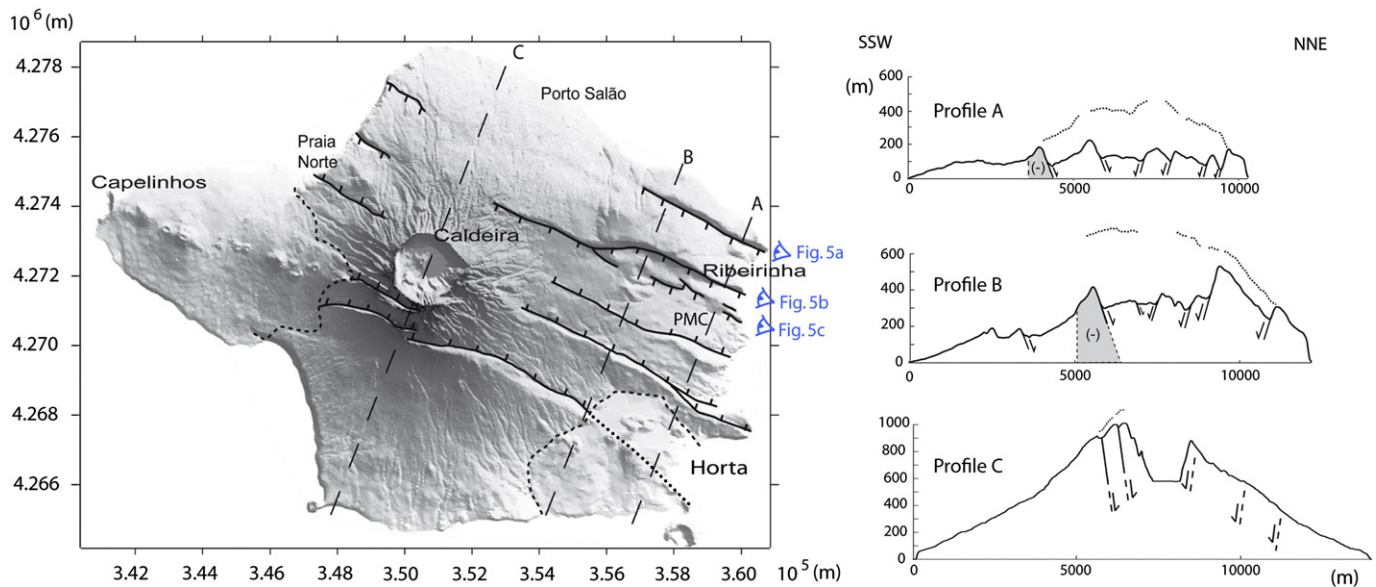 10⁶ (m)
4.278
4.276
4.274
4.272
4.270
4.268
4.266
3.42
3.44
3.46
3.48
3.50
3.52
3.54
3.56
3.58
3.60
10⁵ (m)
C
Porto Salão
Praia
Norte
B
Capelinhos
A
Caldeira
Fig. 5a
Ribeirinha
Fig. 5b
PMC
Fig. 5c
Horta
SSW
NNE
(m)
600
400
200
0
Profile A
(-)
0
5000
10000
600
400
200
0
Profile B
(-)
0
5000
10000
1000
800
600
400
200
0
Profile C
0
5000
10000
(m)